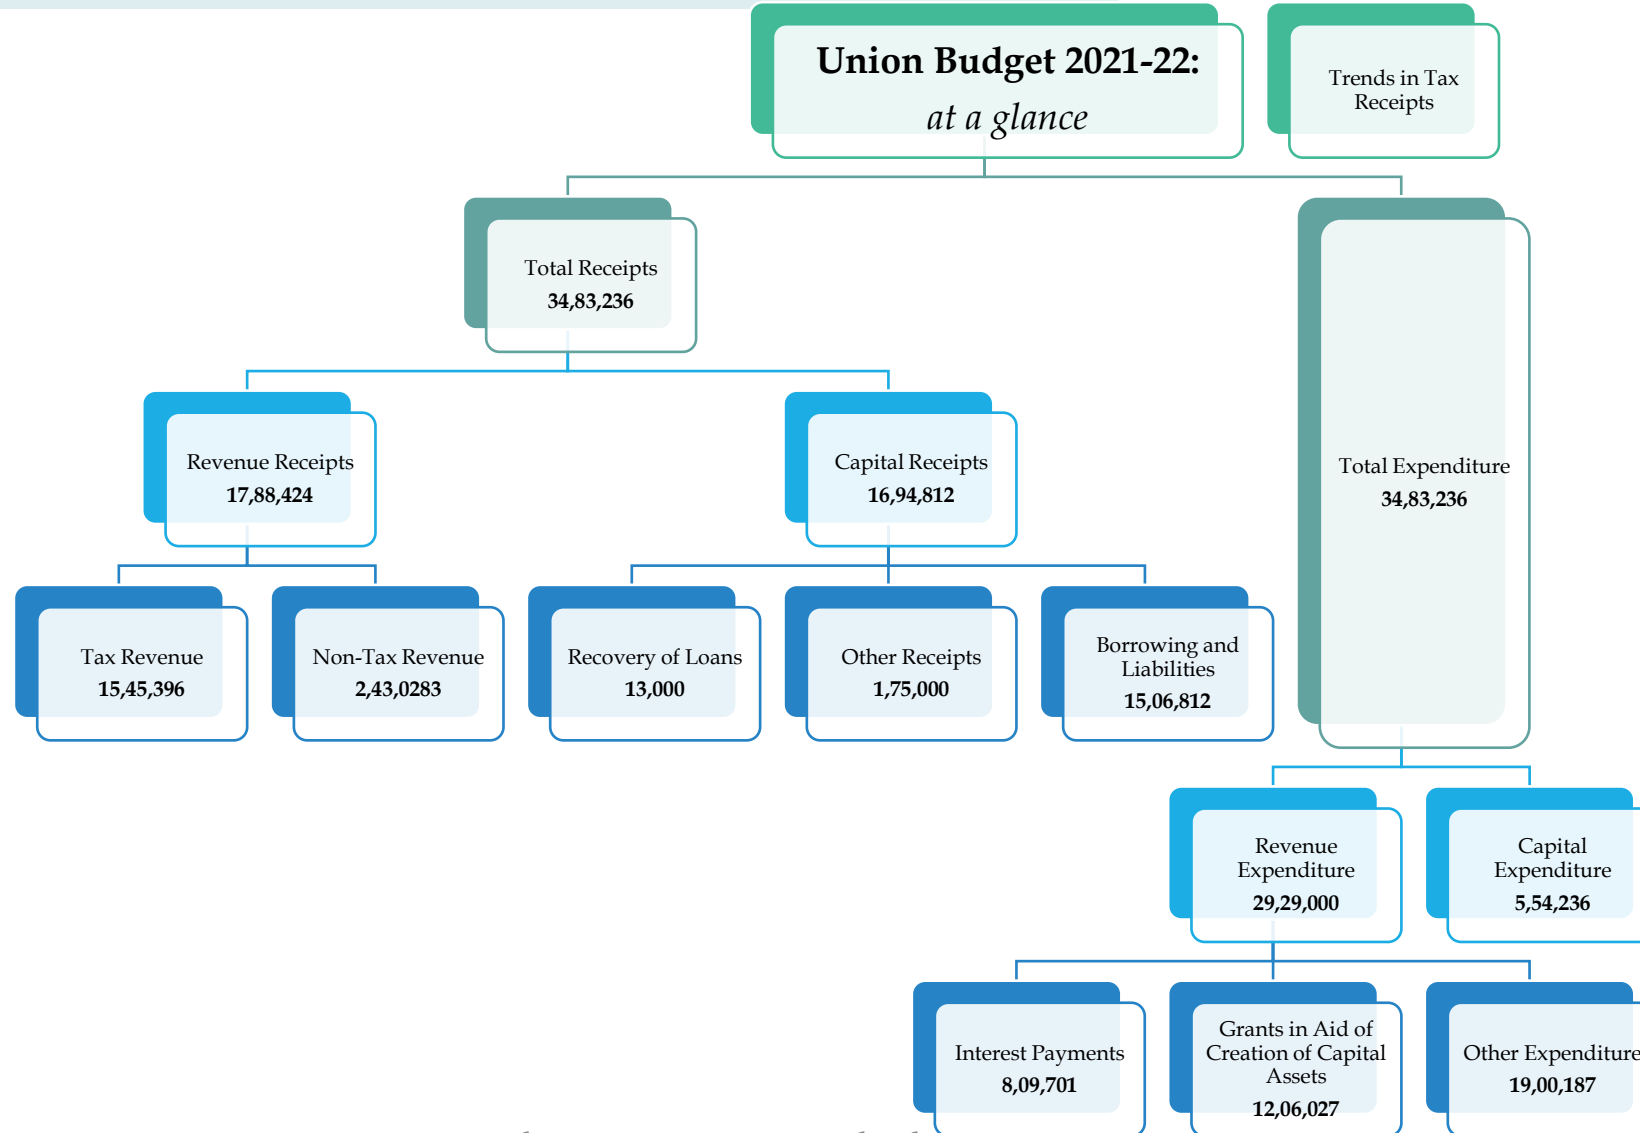 Union Budget 2021-22:
at a glance
Trends in Tax
Receipts
Total Receipts
34,83,236
Total Expenditure
34,83,236
Revenue Receipts
17,88,424
Capital Receipts
16,94,812
Tax Revenue
15,45,396
Non-Tax Revenue
2,43,0283
Recovery of Loans
13,000
Other Receipts
1,75,000
Borrowing and
Liabilities
15,06,812
Revenue
Expenditure
29,29,000
Capital
Expenditure
5,54,236
Interest Payments
8,09,701
Grants in Aid of
Creation of Capital
Assets
12,06,027
Other Expenditure
19,00,187